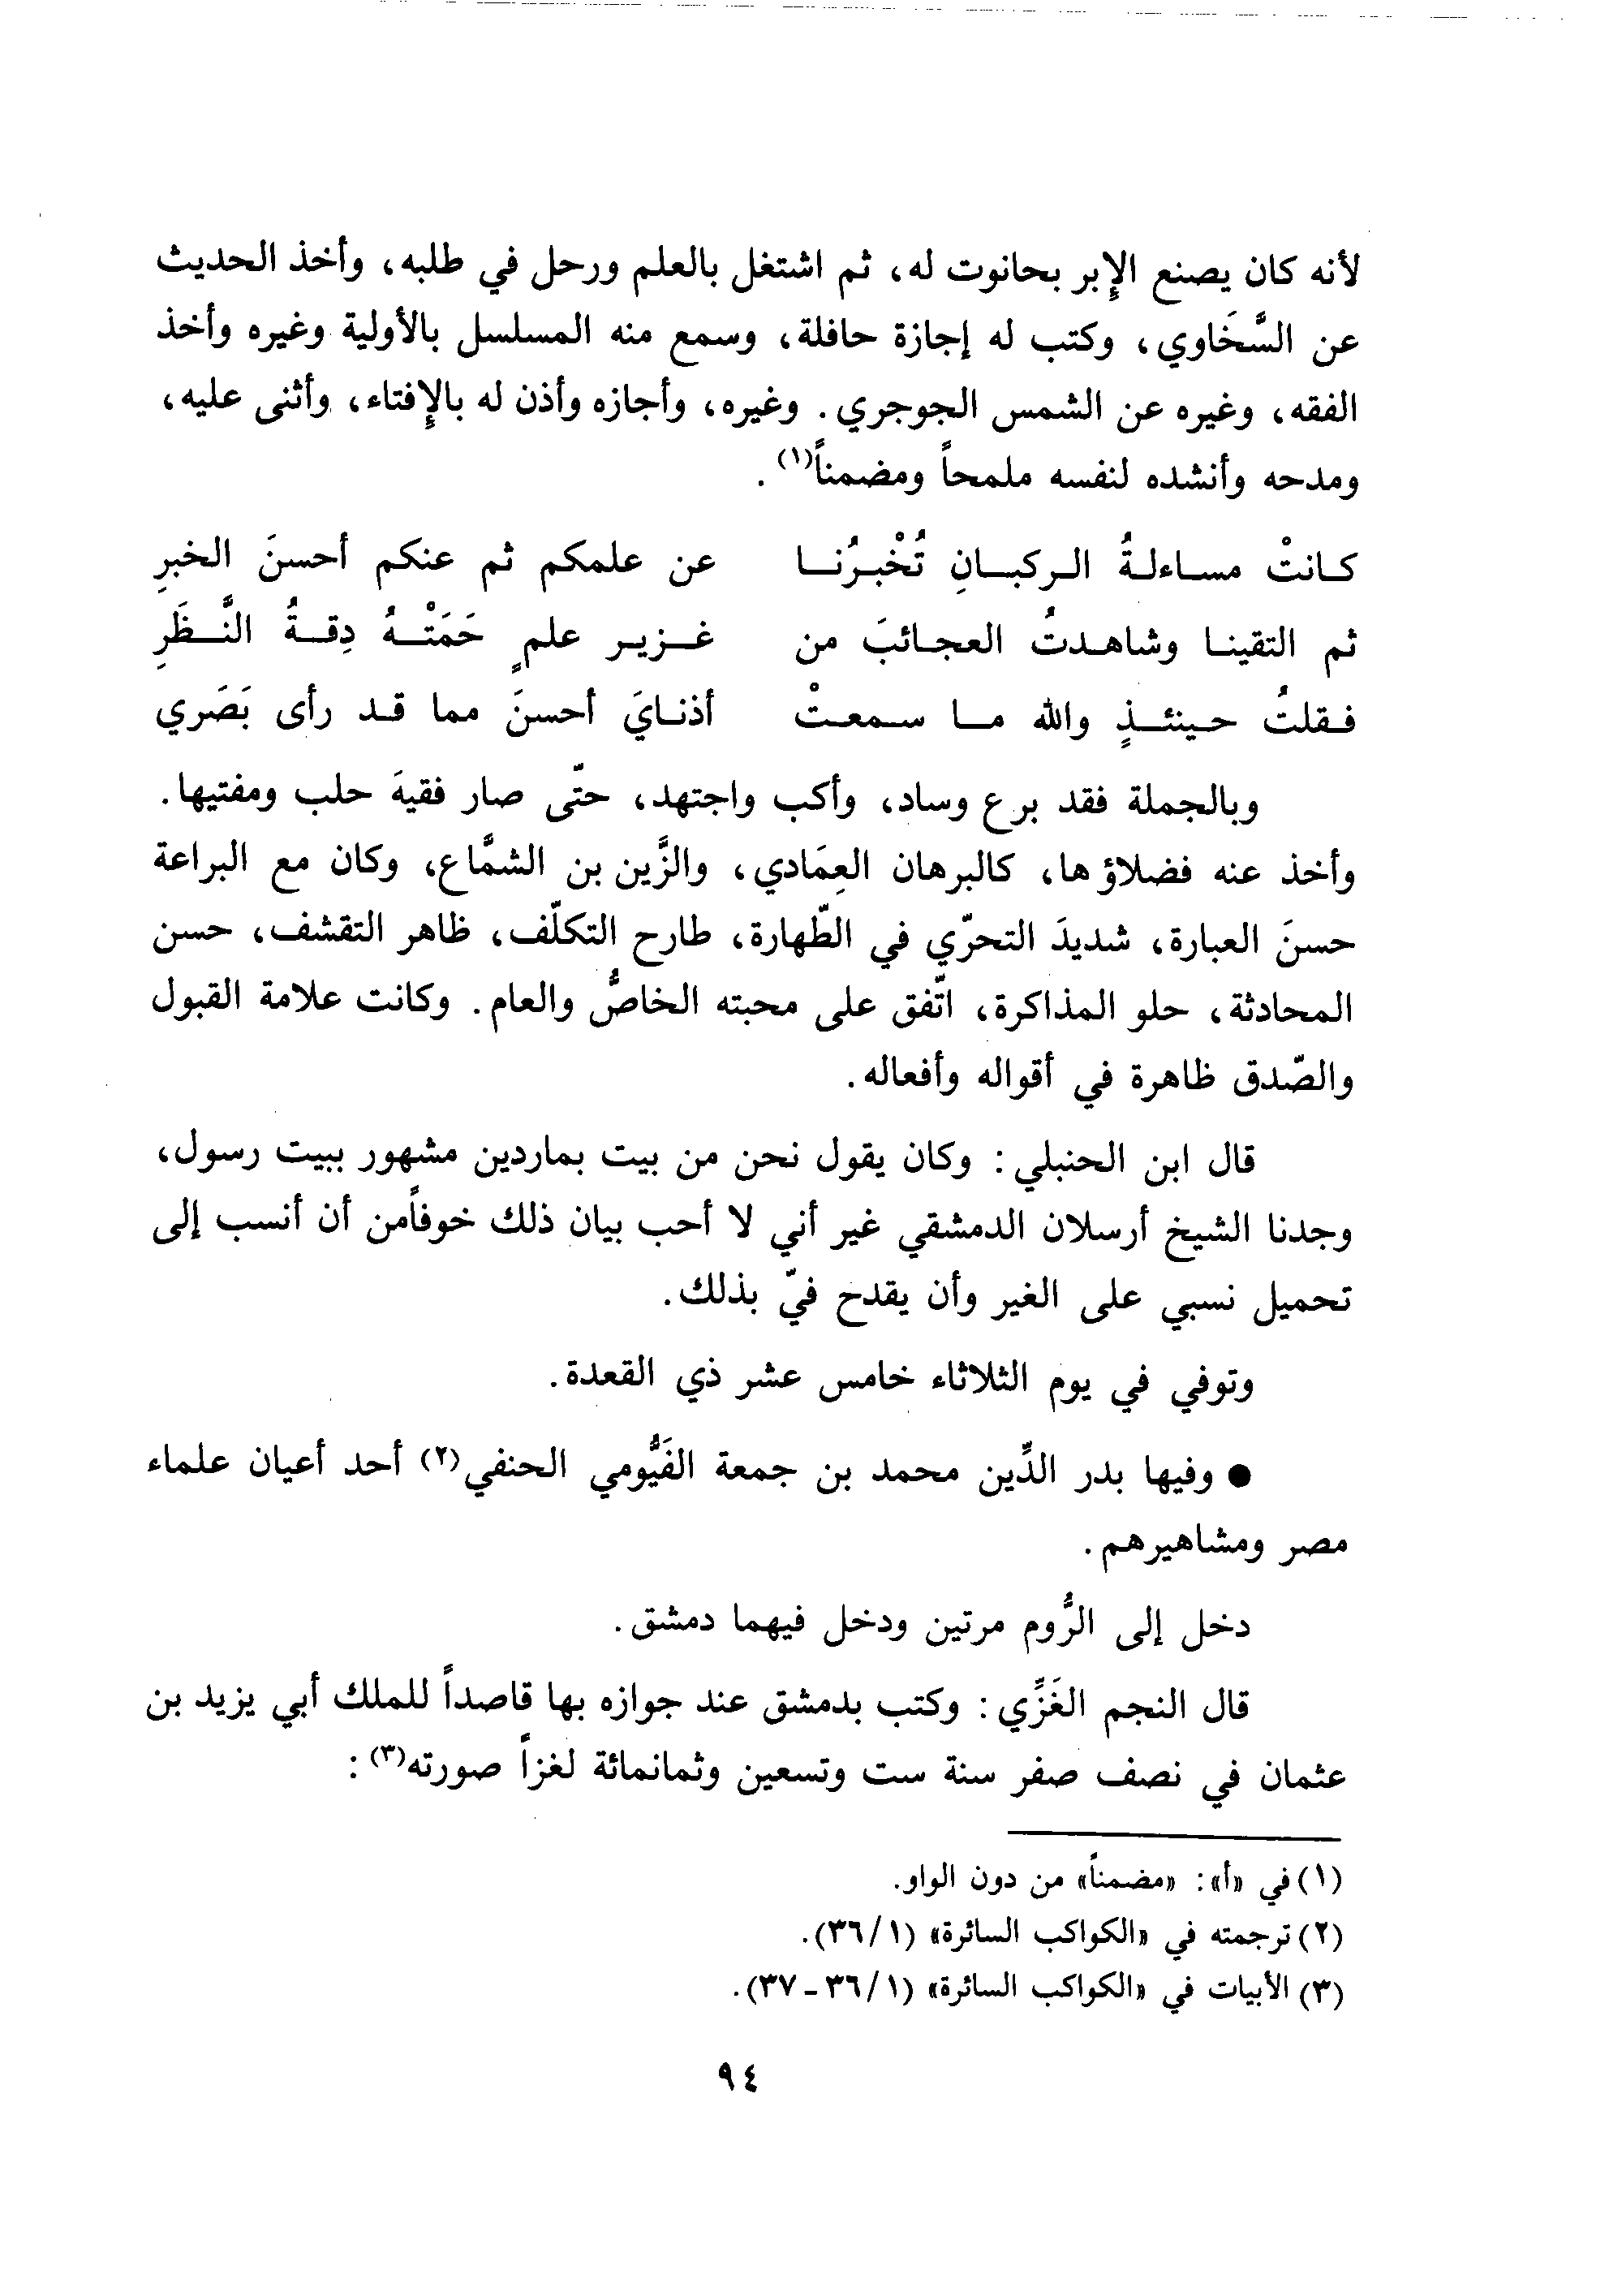 لأنه كان يصنع الإِبر بحانوت له، ثم اشتغل بالعلم ورحل في طلبه، وأخذ الحديث
عن السَّخَاوي، وكتب له إجازة حافلة، وسمع منه المسلسل بالأولية وغيره وأخذ
الفقه، وغيره عن الشمس الجوجري. وغيره، وأجازه وأذن له بالإِفتاء، وأثنى عليه،
ومدحه وأنشده لنفسه ملمحاً ومضمناً(١).
كانتْ مساءلةُ الركبانِ تُخْبرُنا عن علمكم ثم عنكم أحسنَ الخبرِ
ثم التقينا وشاهدتُ العجائبَ من غزير علمٍ حَمَتْهُ دِقةُ النَّظَرِ
فقلتُ حينئذٍ والله ما سمعتْ أذنايَ أحسنَ مما قد رأى بَصَري
وبالجملة فقد برع وساد، وأكب واجتهد، حتّى صار فقيهَ حلب ومفتيها.
وأخذ عنه فضلاؤها، كالبرهان العِمَادي، والزَّين بن الشمَّاع، وكان مع البراعة
حسنَ العبارة، شديدَ التحرّي في الطّهارة، طارح التكلّف، ظاهر التقشف، حسن
المحادثة، حلو المذاكرة، اتّفق على محبته الخاصُّ والعام. وكانت علامة القبول
والصّدق ظاهرة في أقواله وأفعاله.
قال ابن الحنبلي: وكان يقول نحن من بيت بماردين مشهور ببيت رسول،
وجدنا الشيخ أرسلان الدمشقي غير أني لا أحب بيان ذلك خوفاًمن أن أنسب إلى
تحميل نسبي على الغير وأن يقدح فيّ بذلك.
وتوفي في يوم الثلاثاء خامس عشر ذي القعدة.
● وفيها بدر الدِّين محمد بن جمعة الفَيُّومي الحنفي(٢) أحد أعيان علماء
مصر ومشاهيرهم.
دخل إلى الرُّوم مرتين ودخل فيهما دمشق.
قال النجم الغَزِّي: وكتب بدمشق عند جوازه بها قاصداً للملك أبي يزيد بن
عثمان في نصف صفر سنة ست وتسعين وثمانمائة لغزاً صورته(٣):
(١) في «أ»: «مضمناً» من دون الواو.
(٢) ترجمته في «الكواكب السائرة» (٣٦/١).
(٣) الأبيات في «الكواكب السائرة» (٣٦/١ - ٣٧).
٩٤